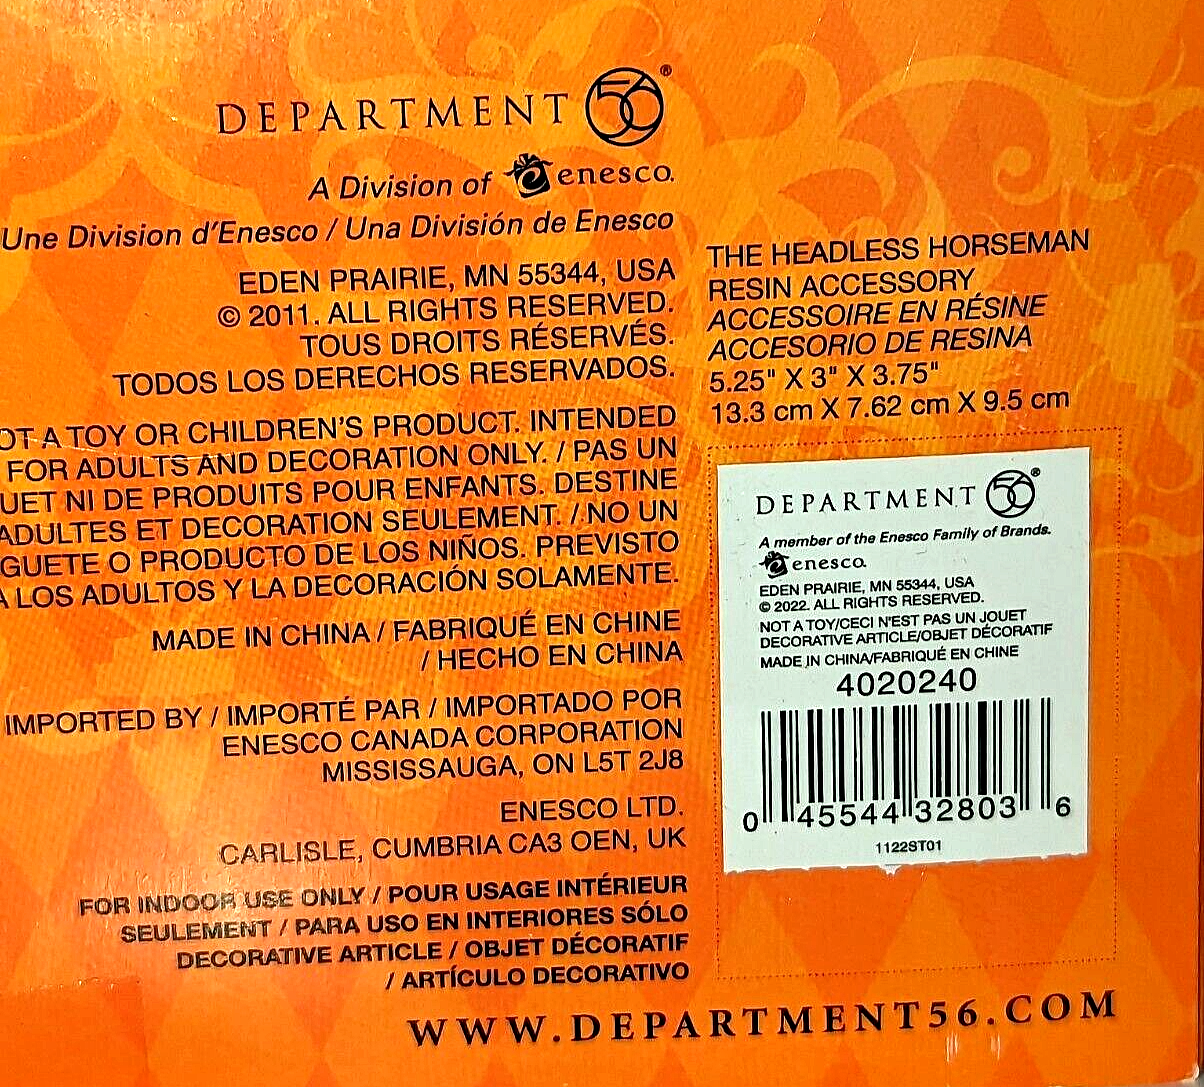 DEPARTMENT 56®
A Division of enesco.
Une Division d'Enesco / Una División de Enesco
EDEN PRAIRIE, MN 55344, USA
© 2011. ALL RIGHTS RESERVED.
TOUS DROITS RÉSERVÉS.
TODOS LOS DERECHOS RESERVADOS.
OT A TOY OR CHILDREN'S PRODUCT. INTENDED
FOR ADULTS AND DECORATION ONLY. / PAS UN
UET NI DE PRODUITS POUR ENFANTS. DESTINE
ADULTES ET DECORATION SEULEMENT. / NO UN
GUETE O PRODUCTO DE LOS NIÑOS. PREVISTO
A LOS ADULTOS Y LA DECORACIÓN SOLAMENTE.
MADE IN CHINA / FABRIQUÉ EN CHINE
/ HECHO EN CHINA
IMPORTED BY / IMPORTÉ PAR / IMPORTADO POR
ENESCO CANADA CORPORATION
MISSISSAUGA, ON L5T 2J8
ENESCO LTD.
CARLISLE, CUMBRIA CA3 OEN, UK
FOR INDOOR USE ONLY / POUR USAGE INTÉRIEUR
SEULEMENT / PARA USO EN INTERIORES SÓLO
DECORATIVE ARTICLE / OBJET DÉCORATIF
/ ARTÍCULO DECORATIVO
THE HEADLESS HORSEMAN
RESIN ACCESSORY
ACCESSOIRE EN RÉSINE
ACCESORIO DE RESINA
5.25" X 3" X 3.75"
13.3 cm X 7.62 cm X 9.5 cm
DEPARTMENT 56®
A member of the Enesco Family of Brands.
enesco.
EDEN PRAIRIE, MN 55344, USA
© 2022. ALL RIGHTS RESERVED.
NOT A TOY/CECI N'EST PAS UN JOUET
DECORATIVE ARTICLE/OBJET DÉCORATIF
MADE IN CHINA/FABRIQUÉ EN CHINE
4020240
0 45544 32803 6
1122ST01
WWW.DEPARTMENT56.COM